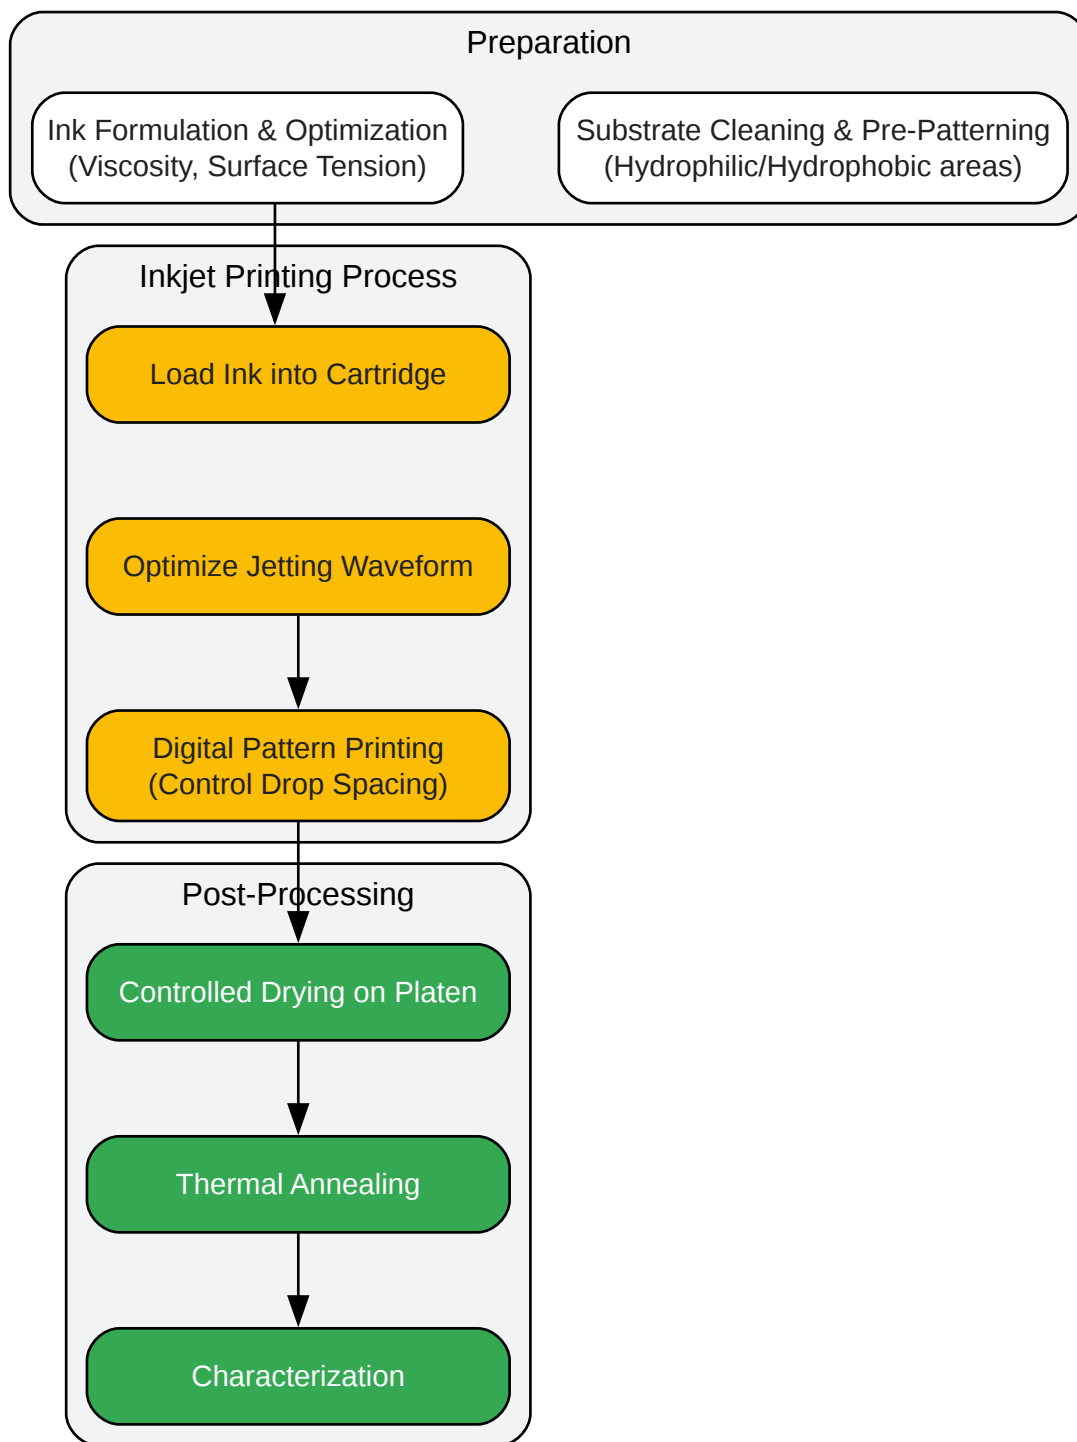 Preparation
Ink Formulation & Optimization
(Viscosity, Surface Tension)
Substrate Cleaning & Pre-Patterning
(Hydrophilic/Hydrophobic areas)
Inkjet Printing Process
Load Ink into Cartridge
Optimize Jetting Waveform
Digital Pattern Printing
(Control Drop Spacing)
Post-Processing
Controlled Drying on Platen
Thermal Annealing
Characterization